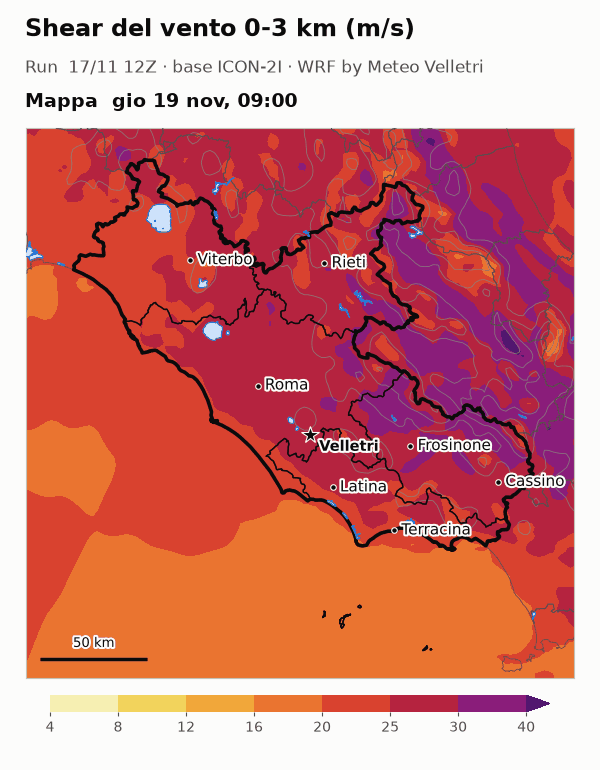 Shear del vento 0-3 km (m/s)
Run 17/11 12Z · base ICON-2I · WRF by Meteo Velletri
Mappa gio 19 nov, 09:00
Viterbo
Rieti
Roma
Velletri
Frosinone
Latina
Cassino
Terracina
50 km
4 8 12 16 20 25 30 40